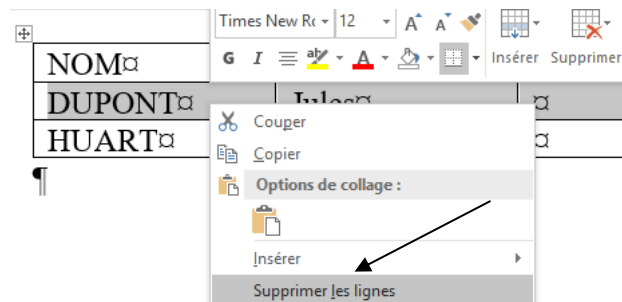 Times New Ro 12 A A
G I ab A Insérer Supprimer
NOM¤
DUPONT¤ Jules¤ ¤
HUART¤ ¤
¶
Couper
Copier
Options de collage :
Insérer
Supprimer les lignes